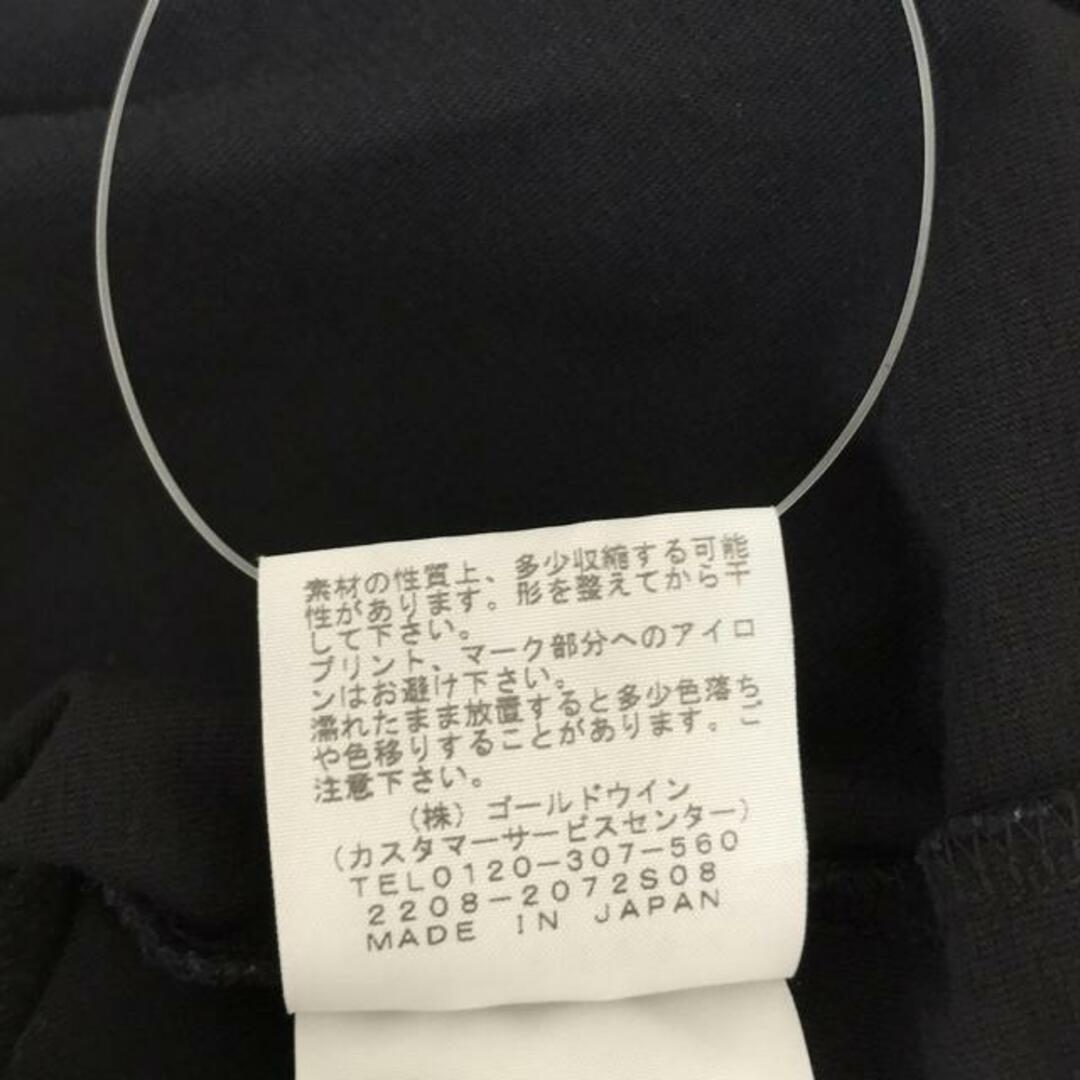 素材の性質上、多少収縮する可能
性があります。形を整えてから干
して下さい。
プリント、マーク部分へのアイロ
ンはお避け下さい。
濡れたまま放置すると多少色落ち
や色移りすることがあります。ご
注意下さい。
(株)ゴールドウイン
(カスタマーサービスセンター)
TEL0120-307-560
2208-2072S08
MADE IN JAPAN